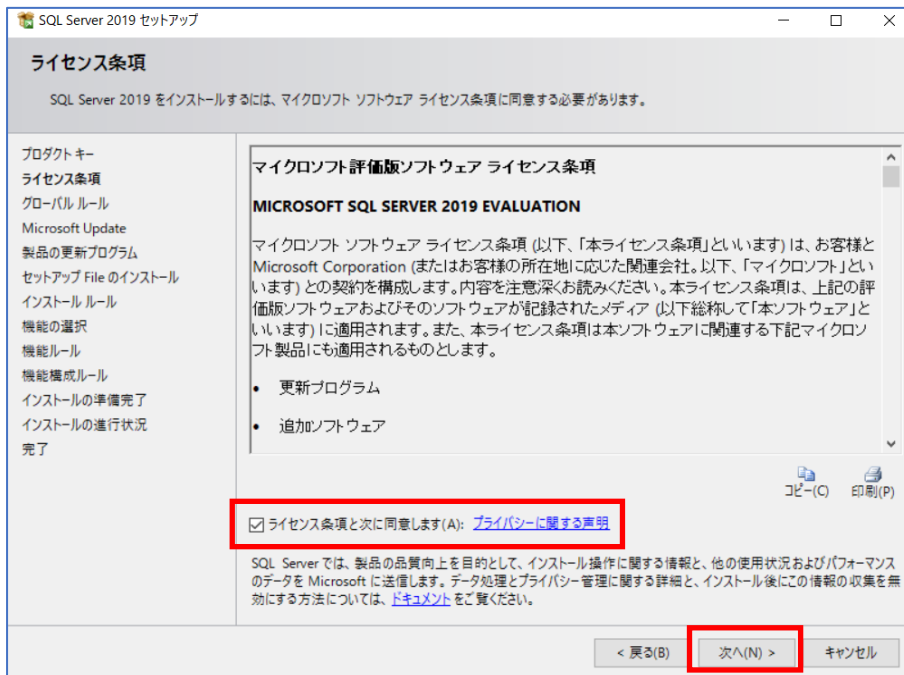 SQL Server 2019 セットアップ
ライセンス条項
SQL Server 2019 をインストールするには、マイクロソフト ソフトウェア ライセンス条項に同意する必要があります。
プロダクト キー
ライセンス条項
グローバル ルール
Microsoft Update
製品の更新プログラム
セットアップ File のインストール
インストール ルール
機能の選択
機能ルール
機能構成ルール
インストールの準備完了
インストールの進行状況
完了
マイクロソフト評価版ソフトウェア ライセンス条項
MICROSOFT SQL SERVER 2019 EVALUATION
マイクロソフト ソフトウェア ライセンス条項 (以下、「本ライセンス条項」といいます) は、お客様と
Microsoft Corporation (またはお客様の所在地に応じた関連会社。以下、「マイクロソフト」とい
います) との契約を構成します。内容を注意深くお読みください。本ライセンス条項は、上記の評
価版ソフトウェアおよびそのソフトウェアが記録されたメディア (以下総称して「本ソフトウェア」と
いいます) に適用されます。また、本ライセンス条項は本ソフトウェアに関連する下記マイクロソ
フト製品にも適用されるものとします。
• 更新プログラム
• 追加ソフトウェア
コピー(C) 印刷(P)
ライセンス条項と次に同意します(A): プライバシーに関する声明
SQL Server では、製品の品質向上を目的として、インストール操作に関する情報と、他の使用状況およびパフォーマンス
のデータを Microsoft に送信します。データ処理とプライバシー管理に関する詳細と、インストール後にこの情報の収集を無
効にする方法については、ドキュメント をご覧ください。
< 戻る(B) 次へ(N) > キャンセル